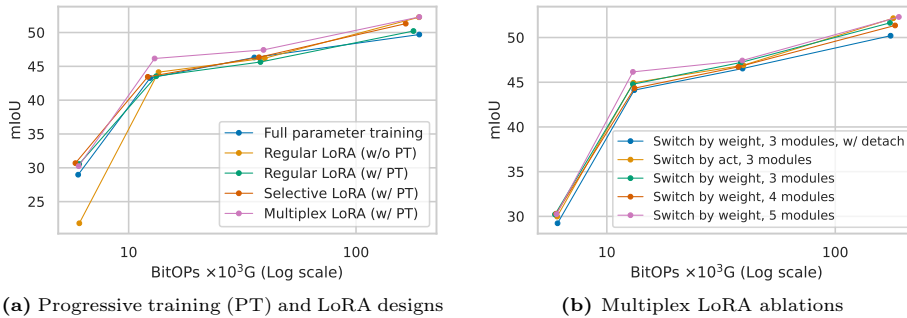 50
45
40
35
30
25
mIoU
Full parameter training
Regular LoRA (w/o PT)
Regular LoRA (w/ PT)
Selective LoRA (w/ PT)
Multiplex LoRA (w/ PT)
10
100
BitOPs ×10³G (Log scale)
(a) Progressive training (PT) and LoRA designs
50
45
40
35
30
mIoU
Switch by weight, 3 modules, w/ detach
Switch by act, 3 modules
Switch by weight, 3 modules
Switch by weight, 4 modules
Switch by weight, 5 modules
10
100
BitOPs ×10³G (Log scale)
(b) Multiplex LoRA ablations